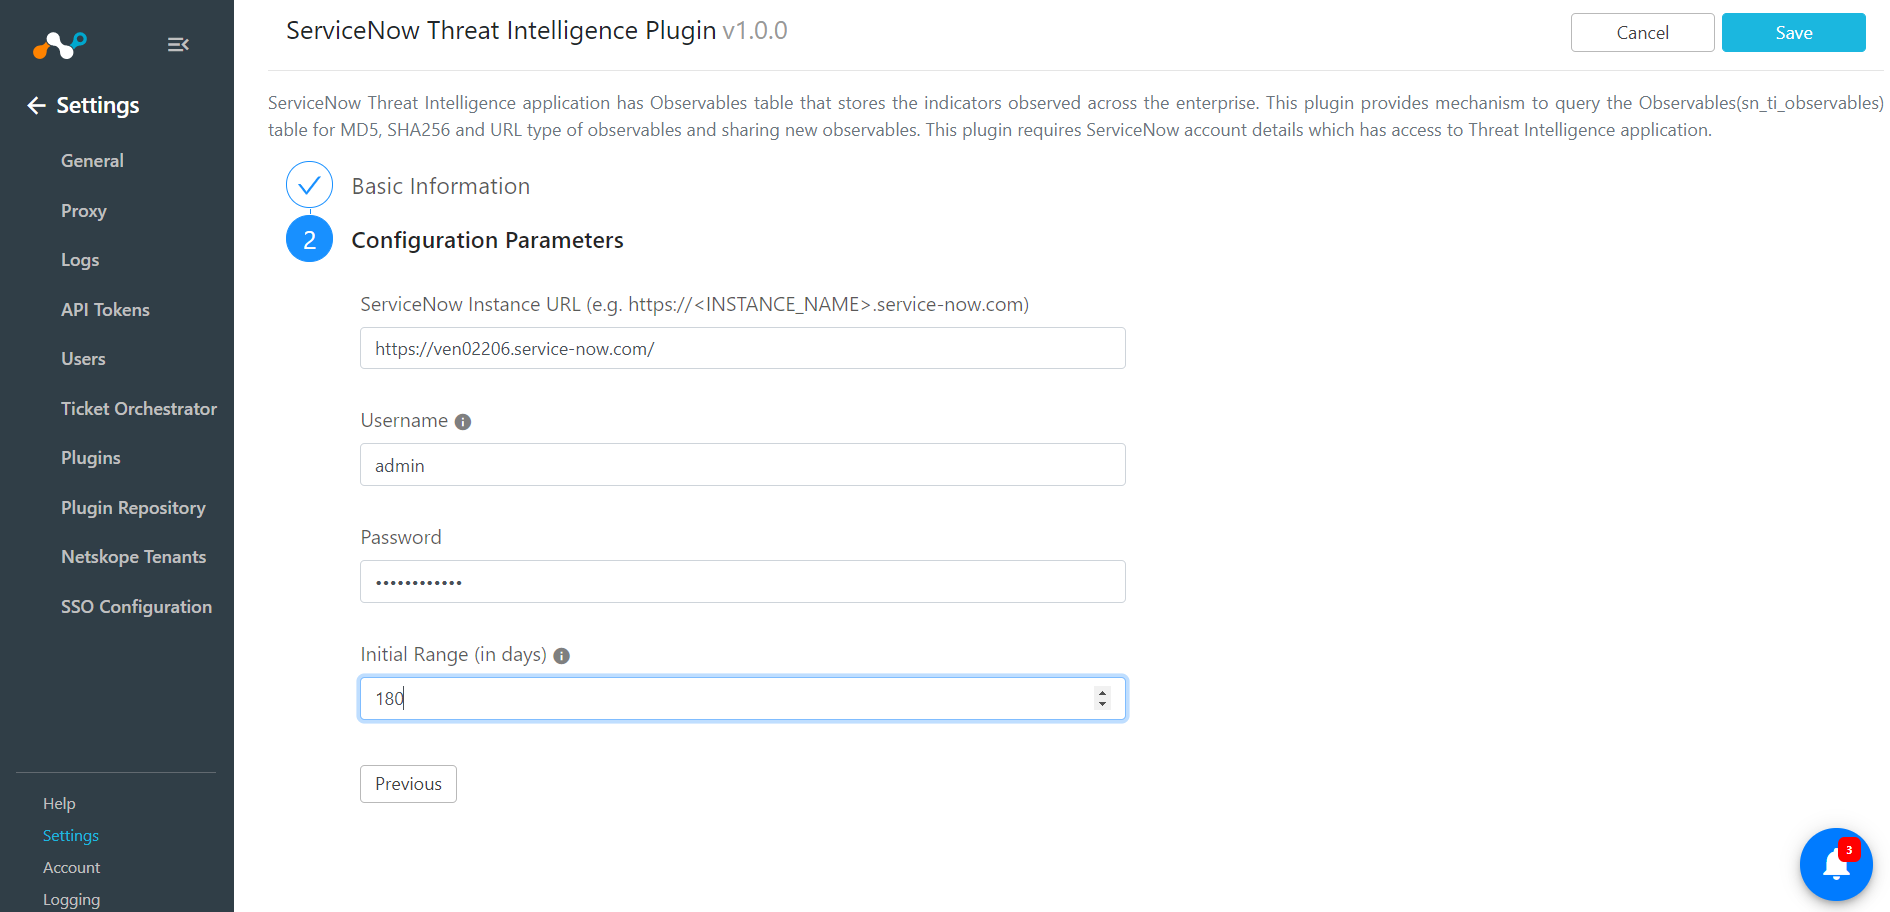 ServiceNow Threat Intelligence Plugin v1.0.0
Cancel
Save
Settings
General
Proxy
Logs
API Tokens
Users
Ticket Orchestrator
Plugins
Plugin Repository
Netskope Tenants
SSO Configuration
Help
Settings
Account
Logging
ServiceNow Threat Intelligence application has Observables table that stores the indicators observed across the enterprise. This plugin provides mechanism to query the Observables(sn_ti_observables)
table for MD5, SHA256 and URL type of observables and sharing new observables. This plugin requires ServiceNow account details which has access to Threat Intelligence application.
Basic Information
2 Configuration Parameters
ServiceNow Instance URL (e.g. https://<INSTANCE_NAME>.service-now.com)
https://ven02206.service-now.com/
Username
admin
Password
••••••••••••
Initial Range (in days)
180
Previous
3